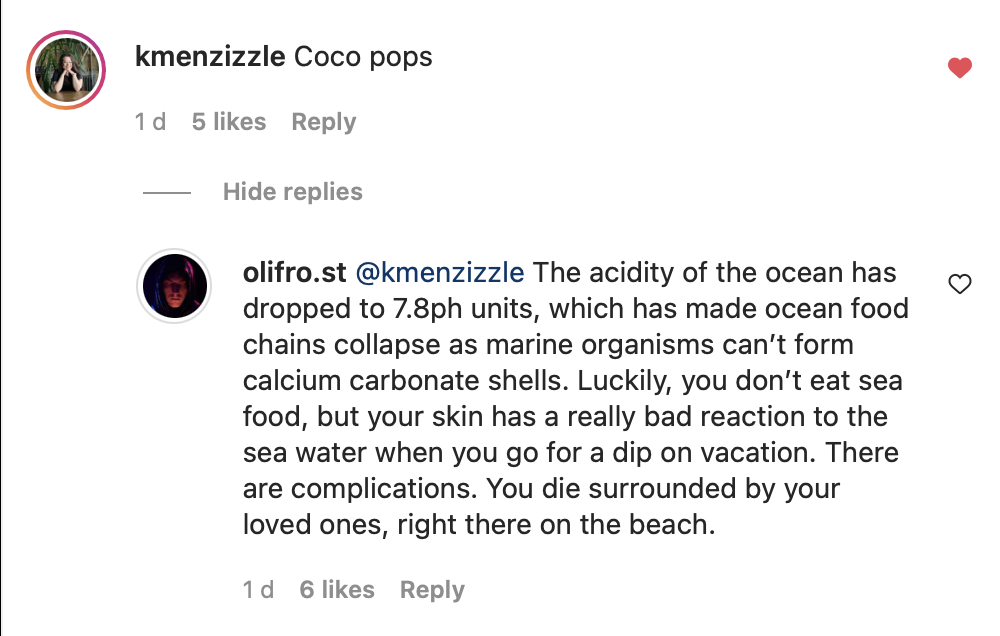 kmenzizzle Coco pops
1 d 5 likes Reply
Hide replies
olifro.st @kmenzizzle The acidity of the ocean has
dropped to 7.8ph units, which has made ocean food
chains collapse as marine organisms can’t form
calcium carbonate shells. Luckily, you don’t eat sea
food, but your skin has a really bad reaction to the
sea water when you go for a dip on vacation. There
are complications. You die surrounded by your
loved ones, right there on the beach.
1 d 6 likes Reply